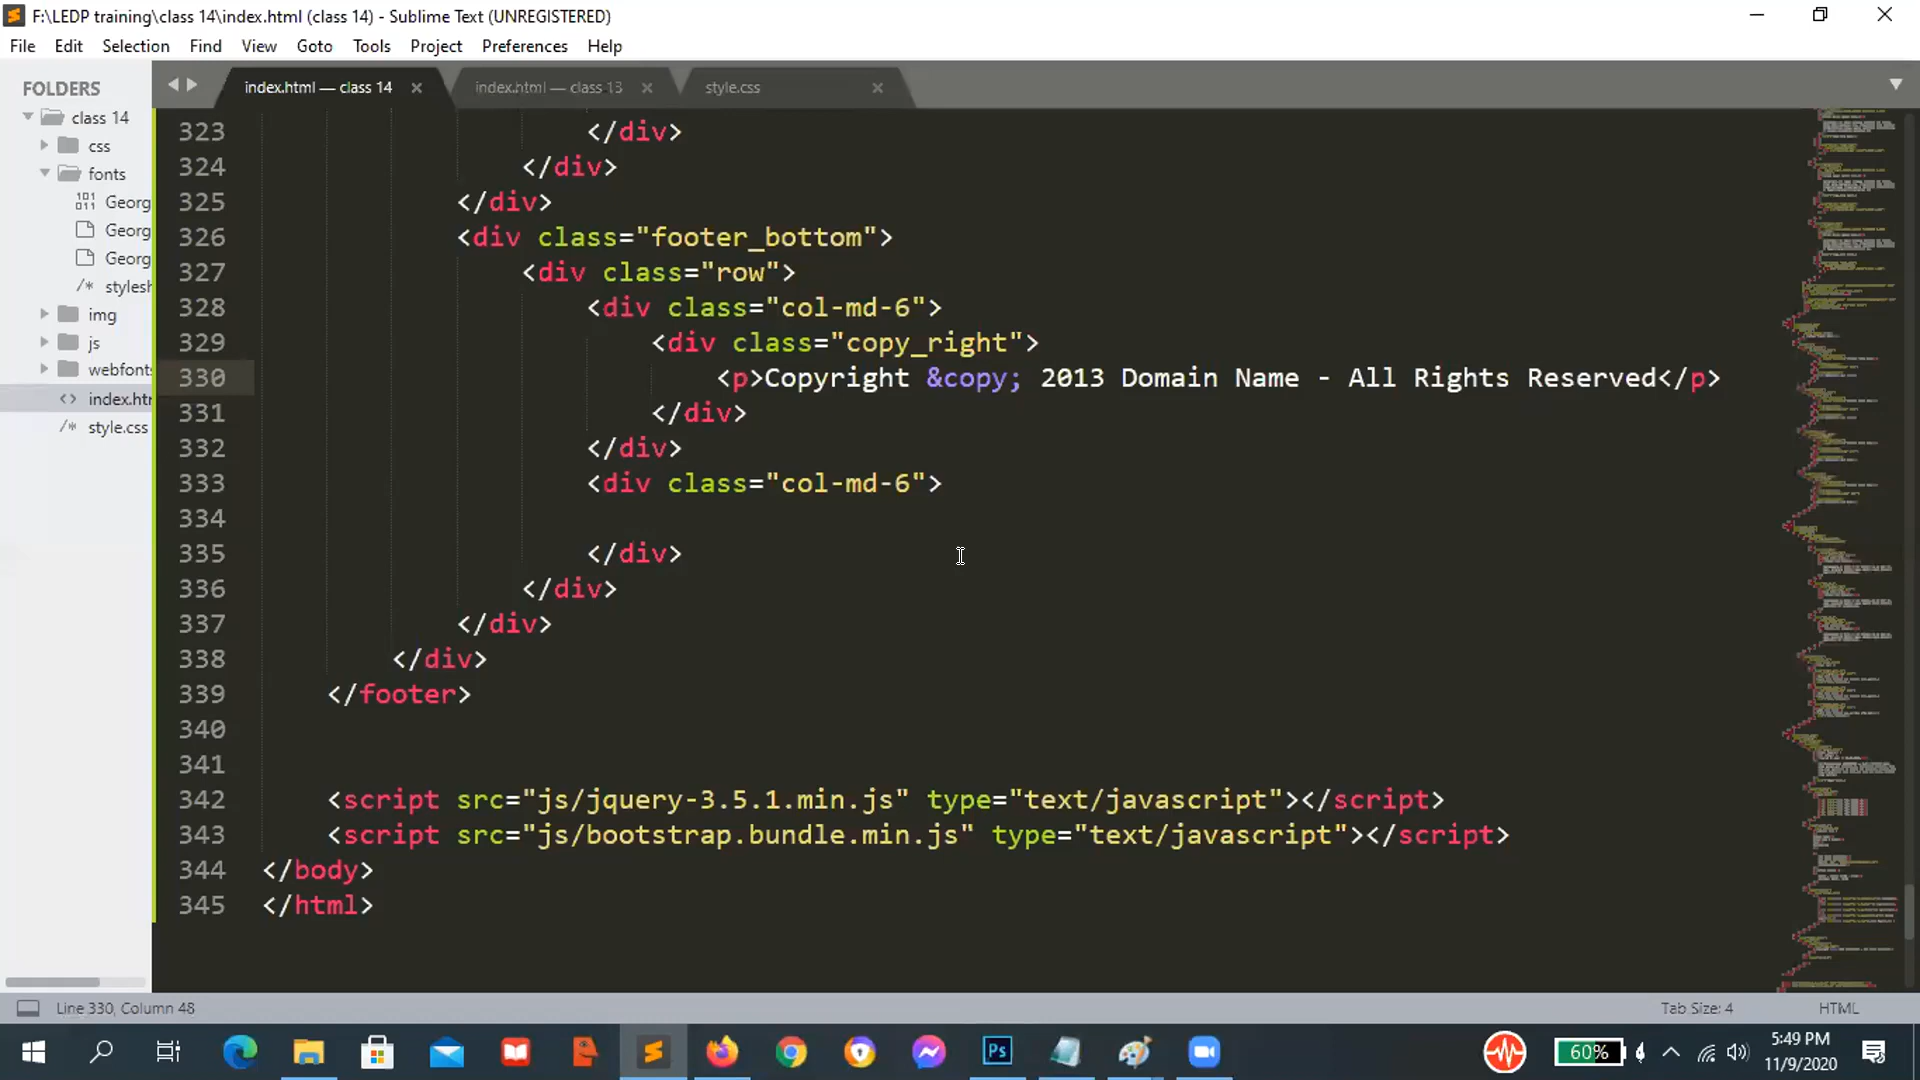 F:\LEDP training\class 14\index.html (class 14) - Sublime Text (UNREGISTERED)
File Edit Selection Find View Goto Tools Project Preferences Help
FOLDERS
class 14
css
fonts
Georg
Georg
Georg
/* stylesh
img
js
webfonts
<> index.htr
/* style.css
index.html — class 14 × index.html — class 13 × style.css ×
323 </div>
324 </div>
325 </div>
326 <div class="footer_bottom">
327 <div class="row">
328 <div class="col-md-6">
329 <div class="copy_right">
330 <p>Copyright &copy; 2013 Domain Name - All Rights Reserved</p>
331 </div>
332 </div>
333 <div class="col-md-6">
334
335 </div>
336 </div>
337 </div>
338 </div>
339 </footer>
340
341
342 <script src="js/jquery-3.5.1.min.js" type="text/javascript"></script>
343 <script src="js/bootstrap.bundle.min.js" type="text/javascript"></script>
344 </body>
345 </html>
Line 330, Column 48 Tab Size: 4 HTML
Ps
60%
5:49 PM
11/9/2020